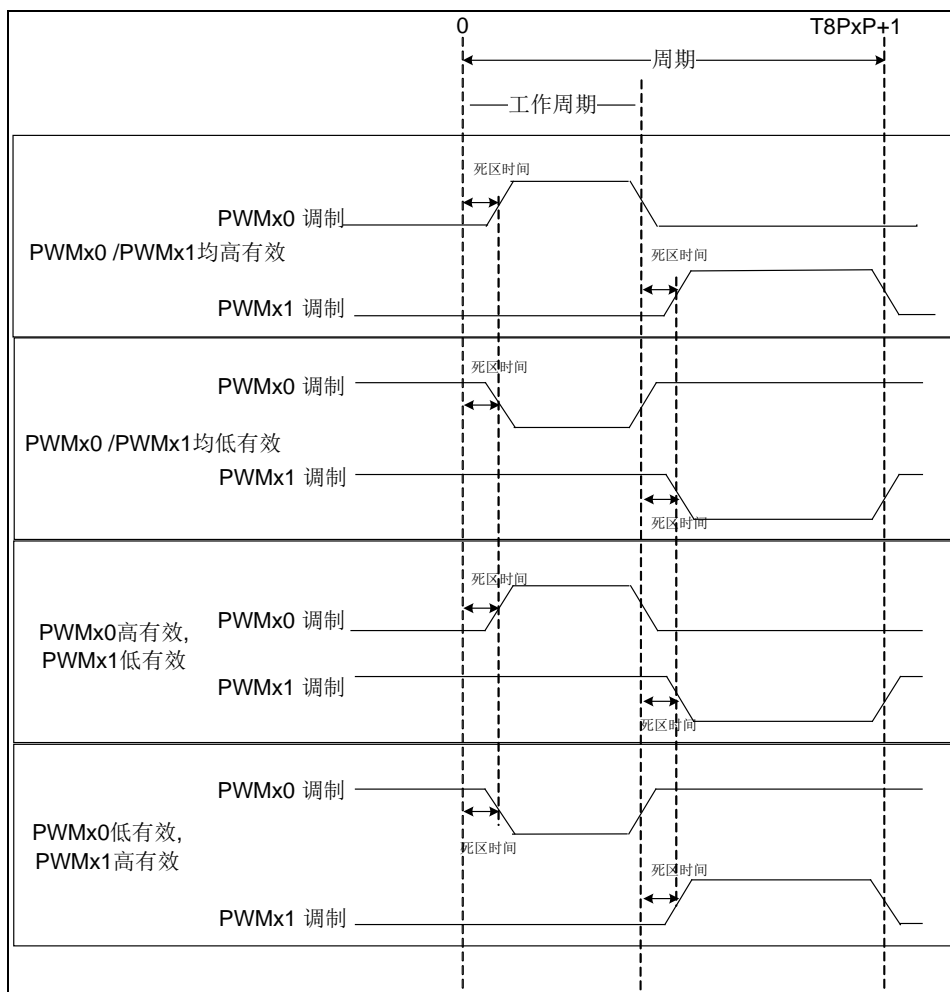 0
T8PxP+1
周期
工作周期
死区时间
PWMx0 调制
PWMx0 /PWMx1均高有效
死区时间
PWMx1 调制
死区时间
PWMx0 调制
PWMx0 /PWMx1均低有效
PWMx1 调制
死区时间
死区时间
PWMx0 调制
PWMx0高有效,
PWMx1低有效
PWMx1 调制
死区时间
PWMx0 调制
PWMx0低有效,
PWMx1高有效
死区时间
死区时间
PWMx1 调制